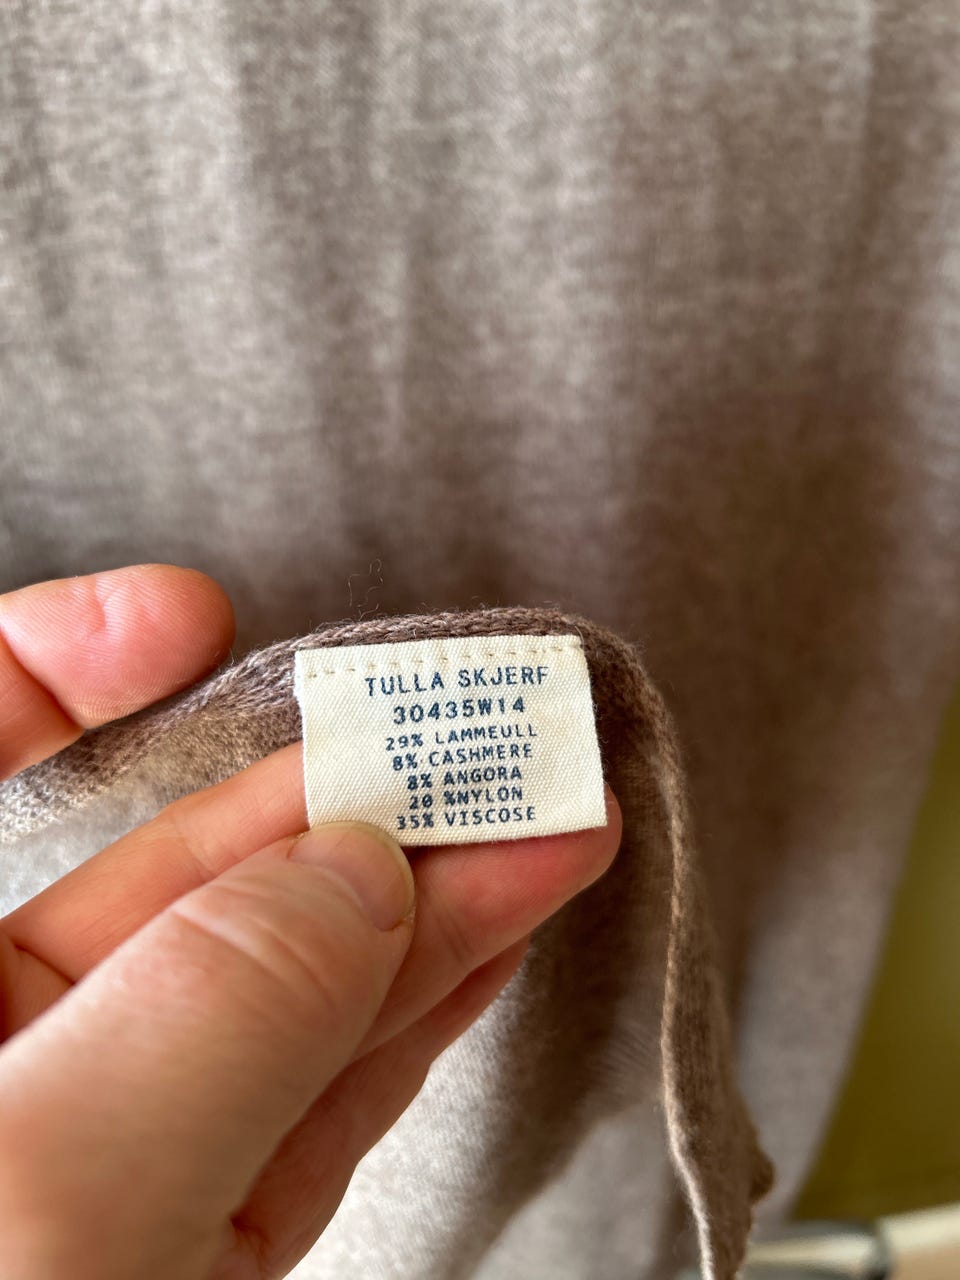 TULLA SKJERF
30435W14
29% LAMMEULL
8% CASHMERE
8% ANGORA
20 %NYLON
35% VISCOSE